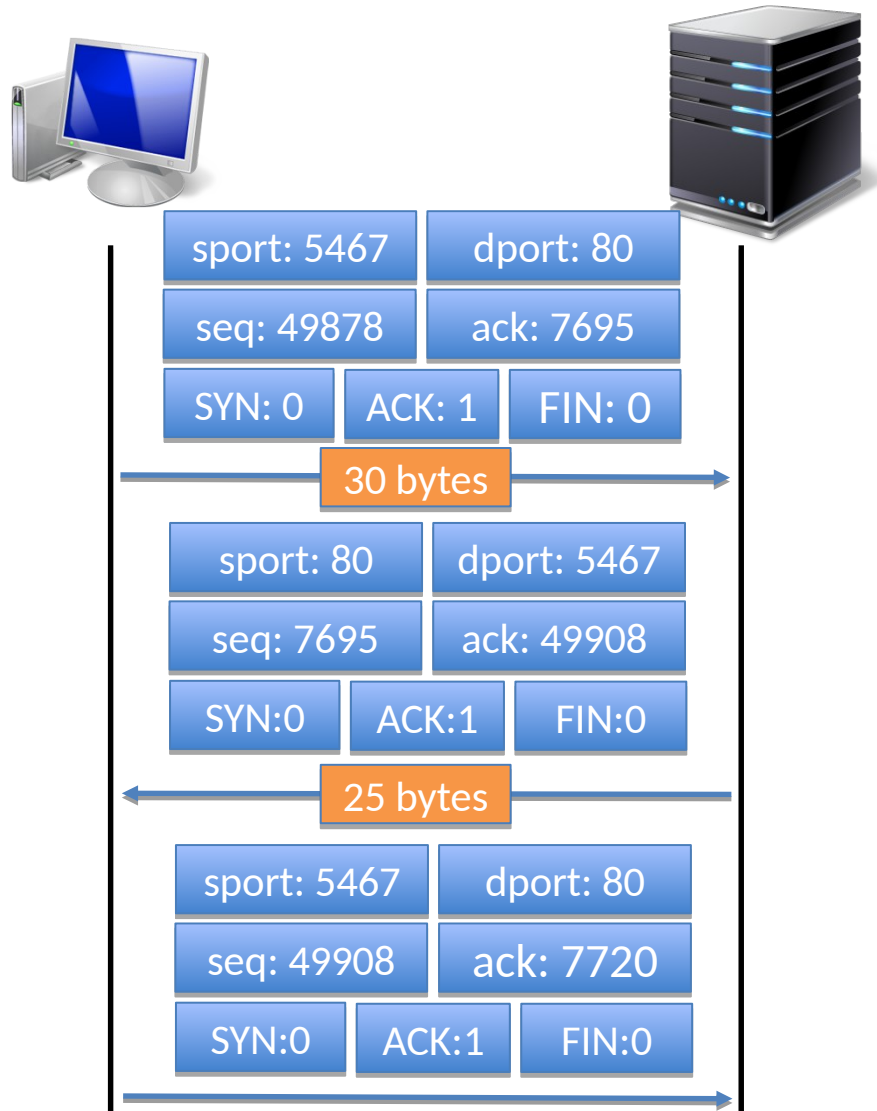 sport: 5467 dport: 80
seq: 49878 ack: 7695
SYN: 0 ACK: 1 FIN: 0
30 bytes
sport: 80 dport: 5467
seq: 7695 ack: 49908
SYN:0 ACK:1 FIN:0
25 bytes
sport: 5467 dport: 80
seq: 49908 ack: 7720
SYN:0 ACK:1 FIN:0